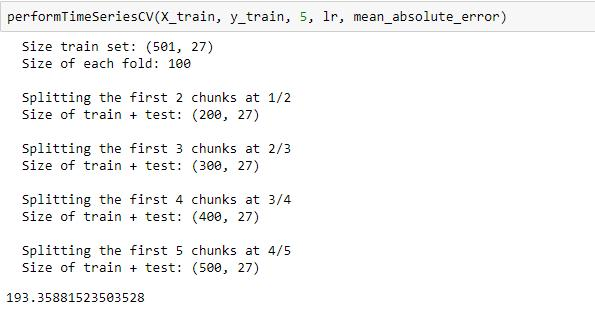 performTimeSeriesCV(X_train, y_train, 5, lr, mean_absolute_error)
Size train set: (501, 27)
Size of each fold: 100
Splitting the first 2 chunks at 1/2
Size of train + test: (200, 27)
Splitting the first 3 chunks at 2/3
Size of train + test: (300, 27)
Splitting the first 4 chunks at 3/4
Size of train + test: (400, 27)
Splitting the first 5 chunks at 4/5
Size of train + test: (500, 27)
193.35881523503528